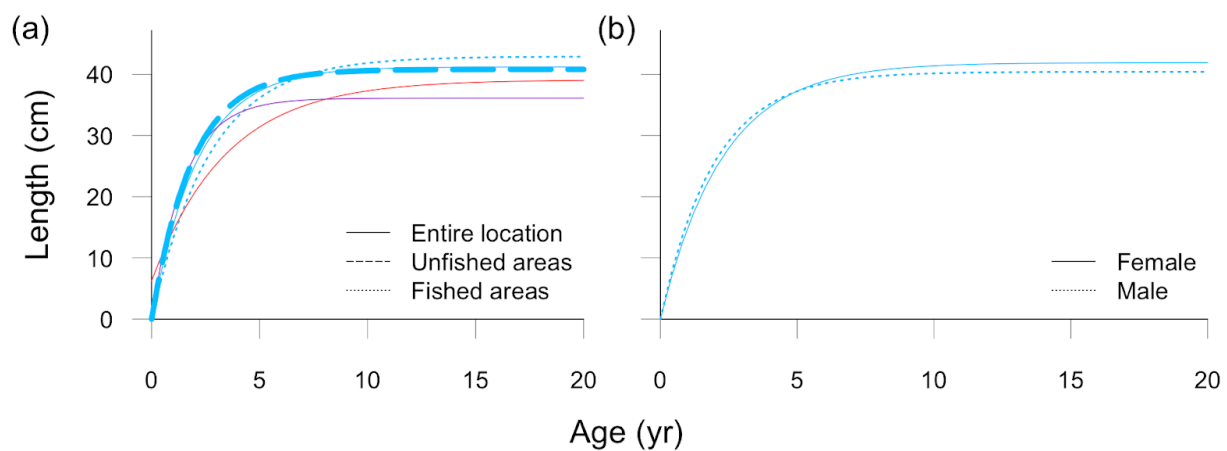 (a)
Length (cm)
40
30
20
10
0
Entire location
Unfished areas
Fished areas
0 5 10 15 20
(b)
Female
Male
0 5 10 15 20
Age (yr)